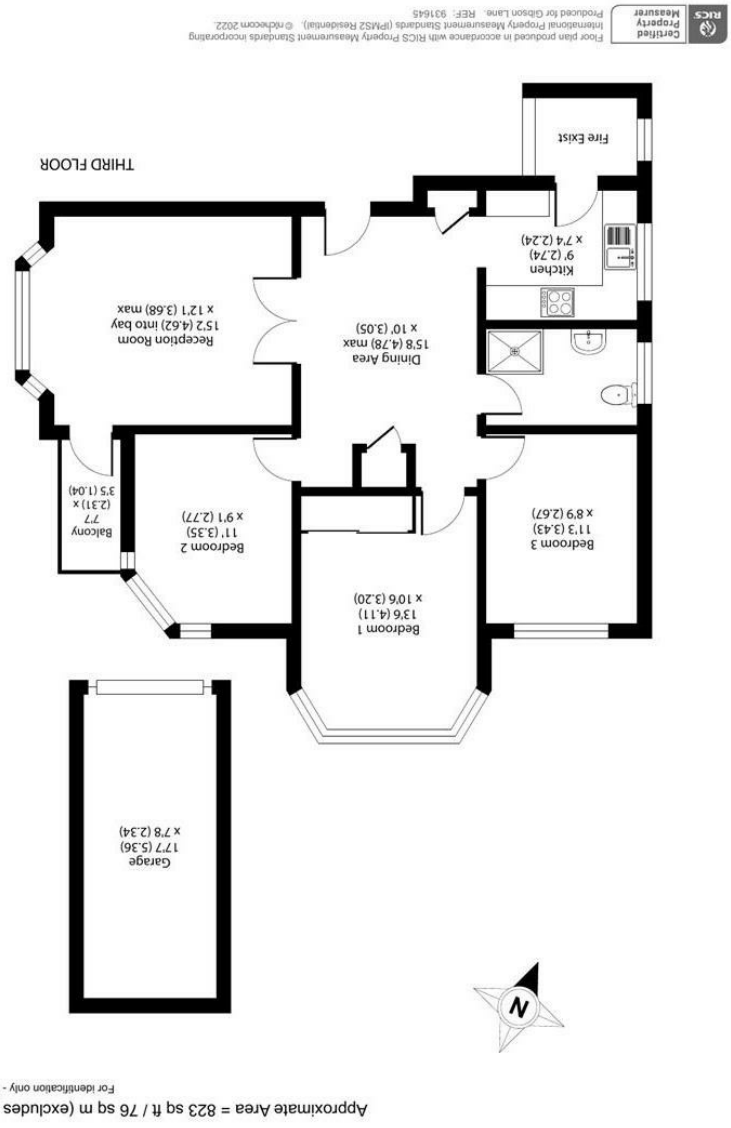 Approximate Area = 823 sq ft / 76 sq m (excludes
For identification only -
N
Garage
17'7 (5.36)
x 7'8 (2.34)
Bedroom 1
13'6 (4.11)
x 10'6 (3.20)
Bedroom 3
11'3 (3.43)
x 8'9 (2.67)
Bedroom 2
11' (3.35)
x 9'1 (2.77)
Balcony
7'7
(2.31) x
3'5 (1.04)
Dining Area
15'8 (4.78) max
x 10' (3.05)
Reception Room
15'2 (4.62) into bay
x 12'1 (3.68) max
Kitchen
9' (2.74)
x 7'4 (2.24)
Fire Exist
THIRD FLOOR
RICS
Certified
Property
Measurer
Floor plan produced in accordance with RICS Property Measurement Standards incorporating
International Property Measurement Standards (IPMS2 Residential). © nichecom 2022.
Produced for Gibson Lane. REF: 931645